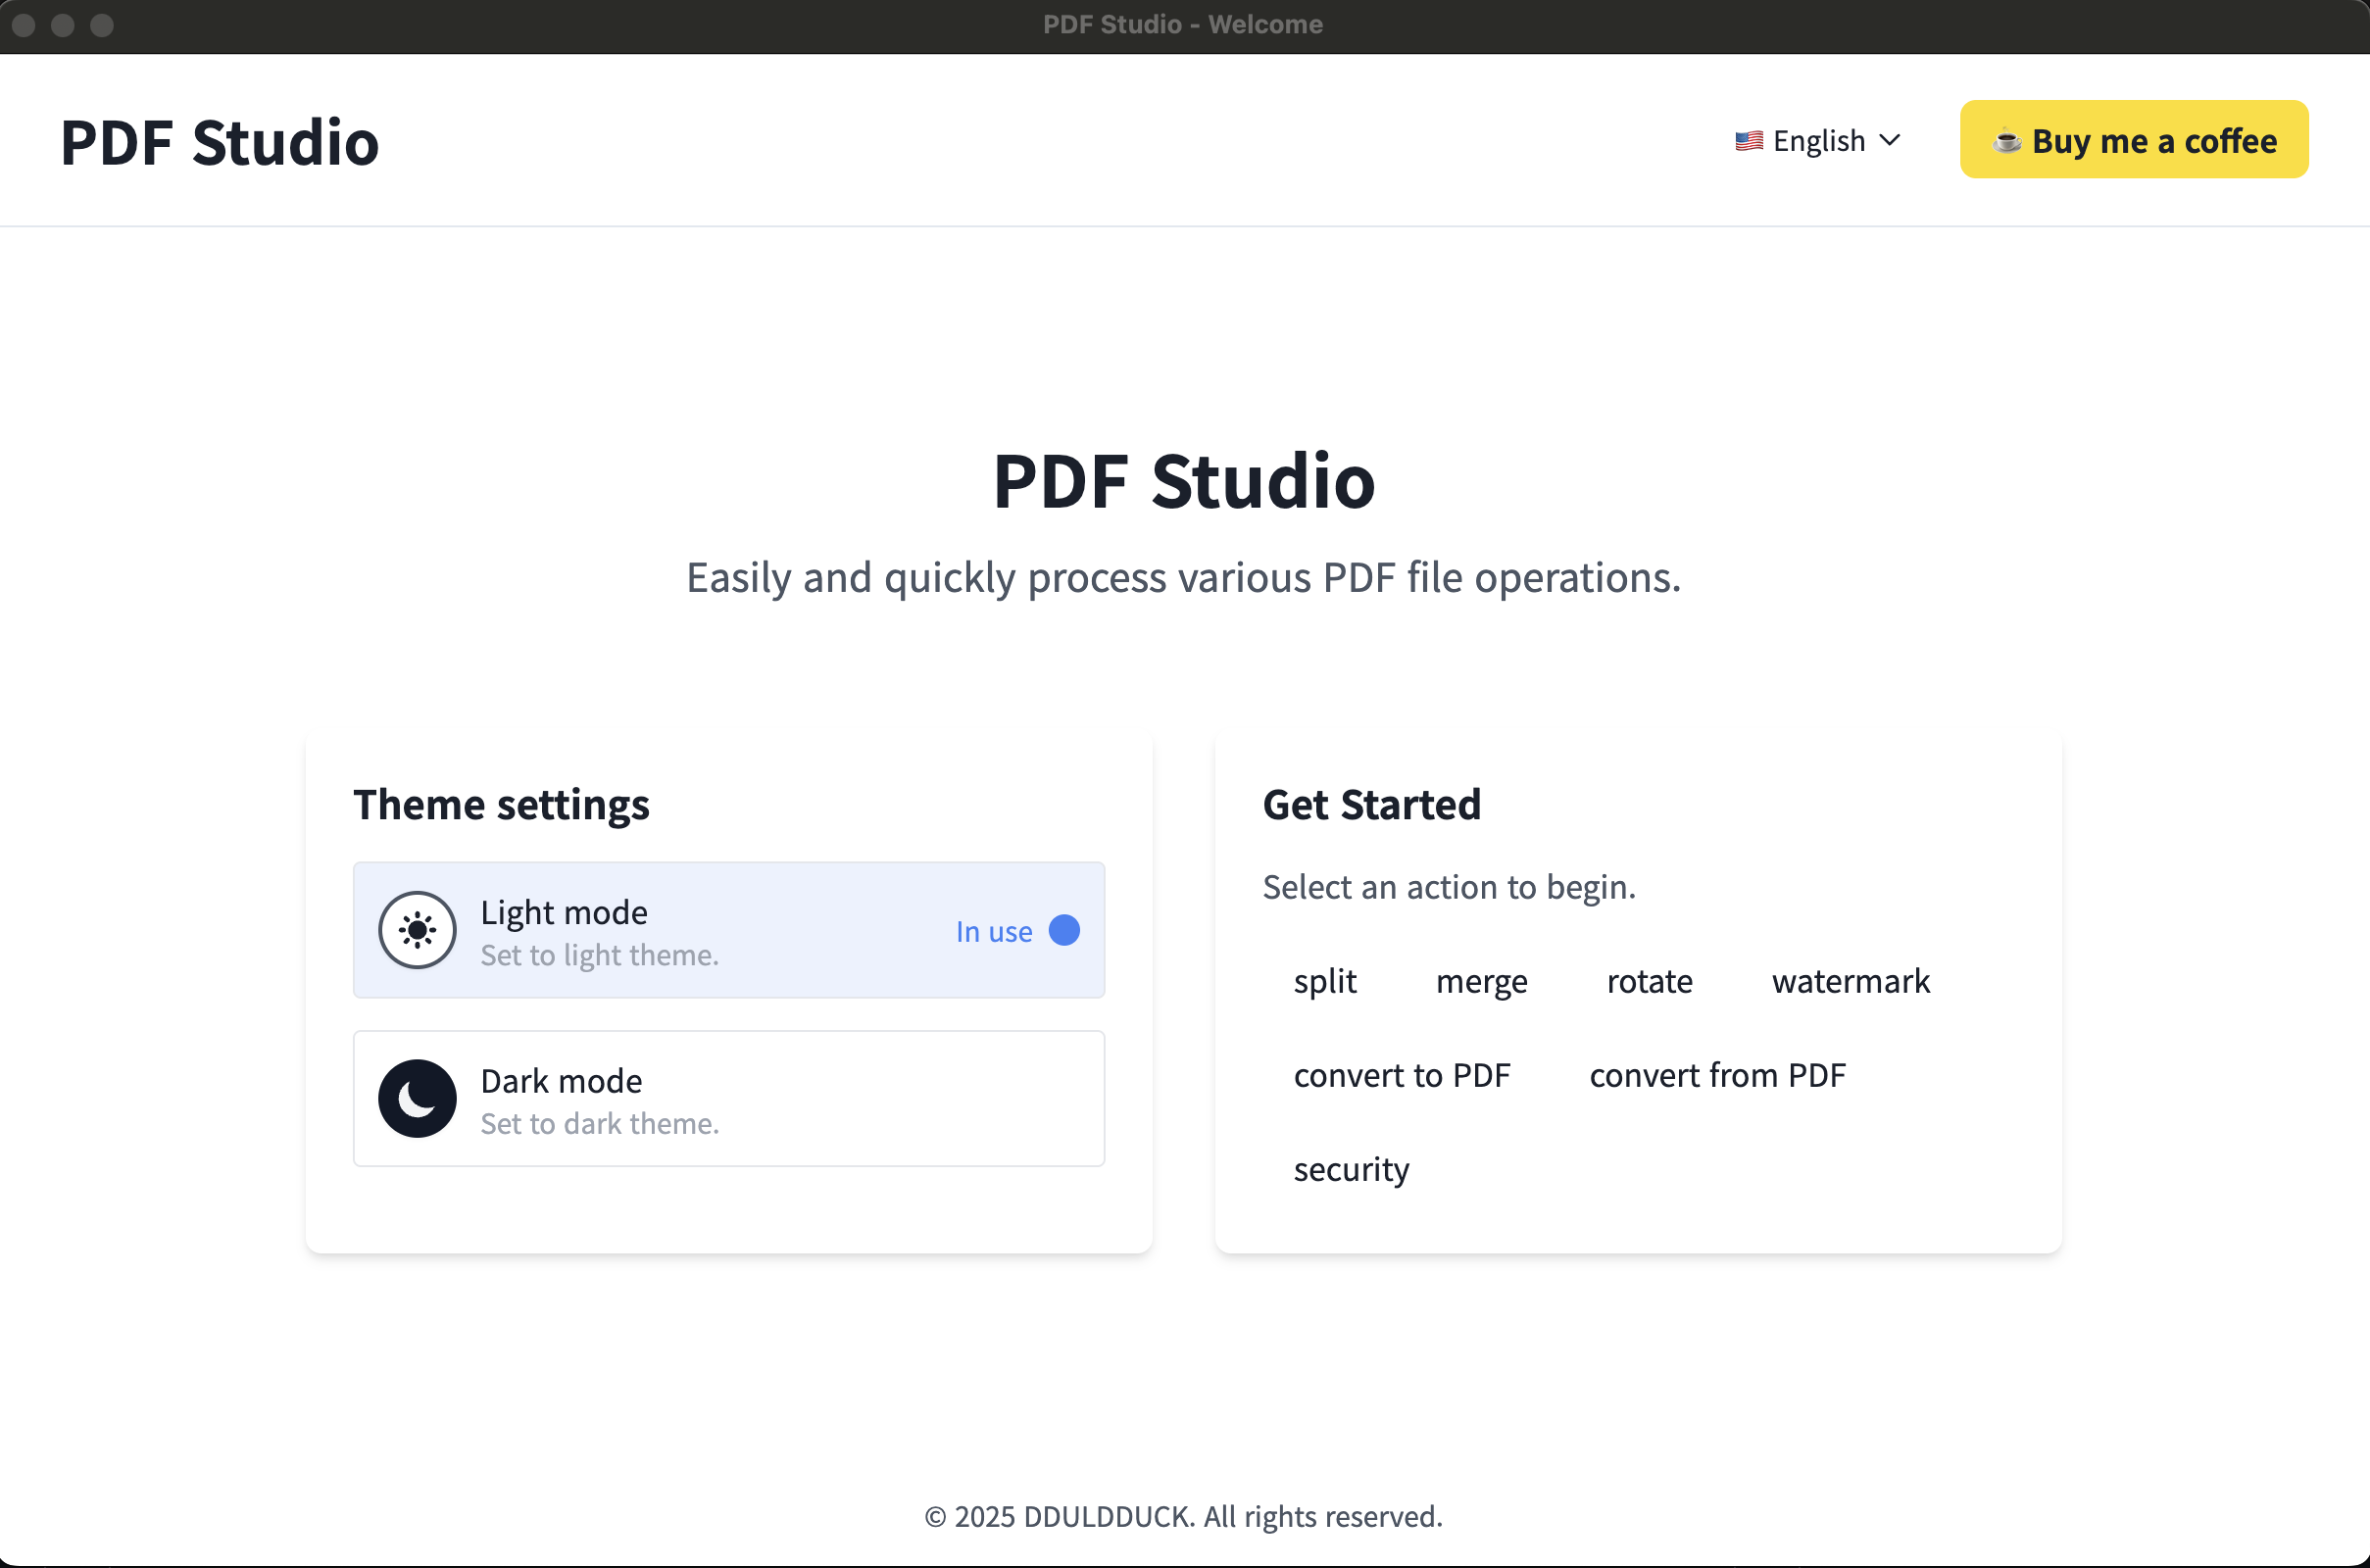 PDF Studio - Welcome
PDF Studio
English
Buy me a coffee
PDF Studio
Easily and quickly process various PDF file operations.
Theme settings
Light mode
Set to light theme.
In use
Dark mode
Set to dark theme.
Get Started
Select an action to begin.
split merge rotate watermark
convert to PDF convert from PDF
security
© 2025 DDULDDUCK. All rights reserved.